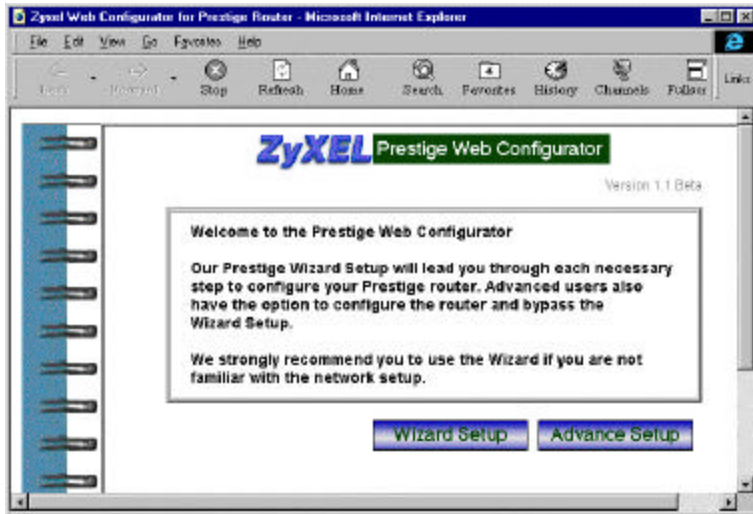 Zyxel Web Configurator for Prestige Router - Microsoft Internet Explorer
File Edit View Go Favorites Help
Back Forward Stop Refresh Home Search Favorites History Channels Fullscr Links
ZyXEL Prestige Web Configurator
Version 1.1 Beta
Welcome to the Prestige Web Configurator
Our Prestige Wizard Setup will lead you through each necessary
step to configure your Prestige router. Advanced users also
have the option to configure the router and bypass the
Wizard Setup.
We strongly recommend you to use the Wizard if you are not
familiar with the network setup.
Wizard Setup Advance Setup